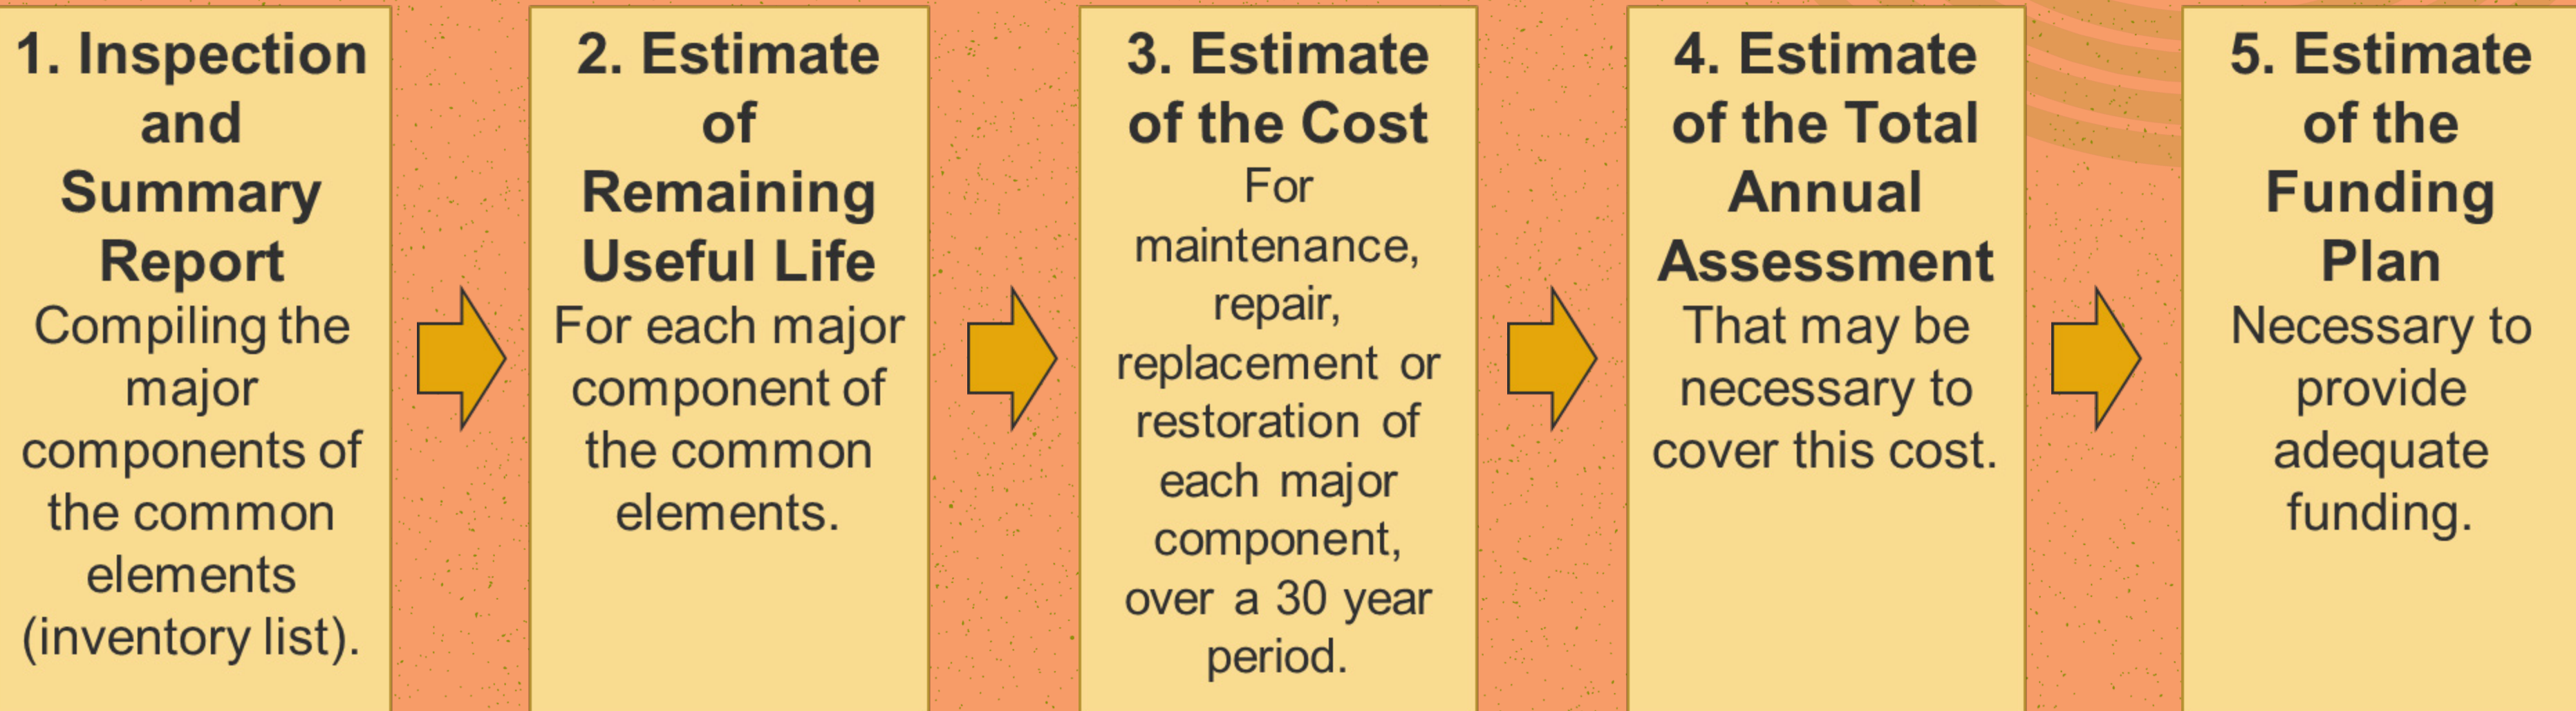 1. Inspection
and
Summary
Report
Compiling the
major
components of
the common
elements
(inventory list).
2. Estimate
of
Remaining
Useful Life
For each major
component of
the common
elements.
3. Estimate
of the Cost
For
maintenance,
repair,
replacement or
restoration of
each major
component,
over a 30 year
period.
4. Estimate
of the Total
Annual
Assessment
That may be
necessary to
cover this cost.
5. Estimate
of the
Funding
Plan
Necessary to
provide
adequate
funding.